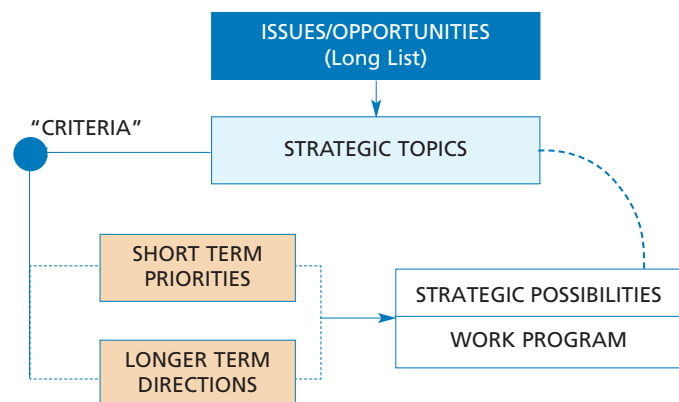 ISSUES/OPPORTUNITIES
(Long List)
“CRITERIA”
STRATEGIC TOPICS
SHORT TERM
PRIORITIES
STRATEGIC POSSIBILITIES
WORK PROGRAM
LONGER TERM
DIRECTIONS